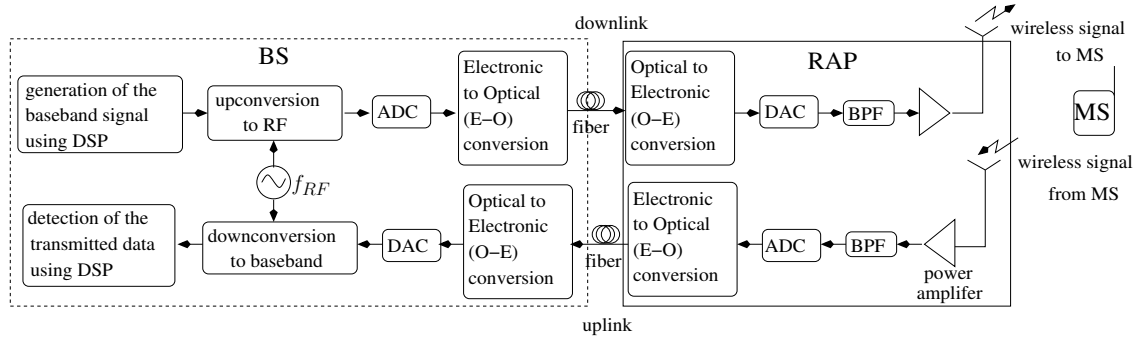 downlink
BS
RAP
generation of the
baseband signal
using DSP
upconversion
to RF
ADC
Electronic
to Optical
(E–O)
conversion
fiber
Optical to
Electronic
(O–E)
conversion
DAC
BPF
wireless signal
to MS
MS
f_{RF}
detection of the
transmitted data
using DSP
downconversion
to baseband
DAC
Optical to
Electronic
(O–E)
conversion
fiber
Electronic
to Optical
(E–O)
conversion
ADC
BPF
power
amplifer
wireless signal
from MS
uplink